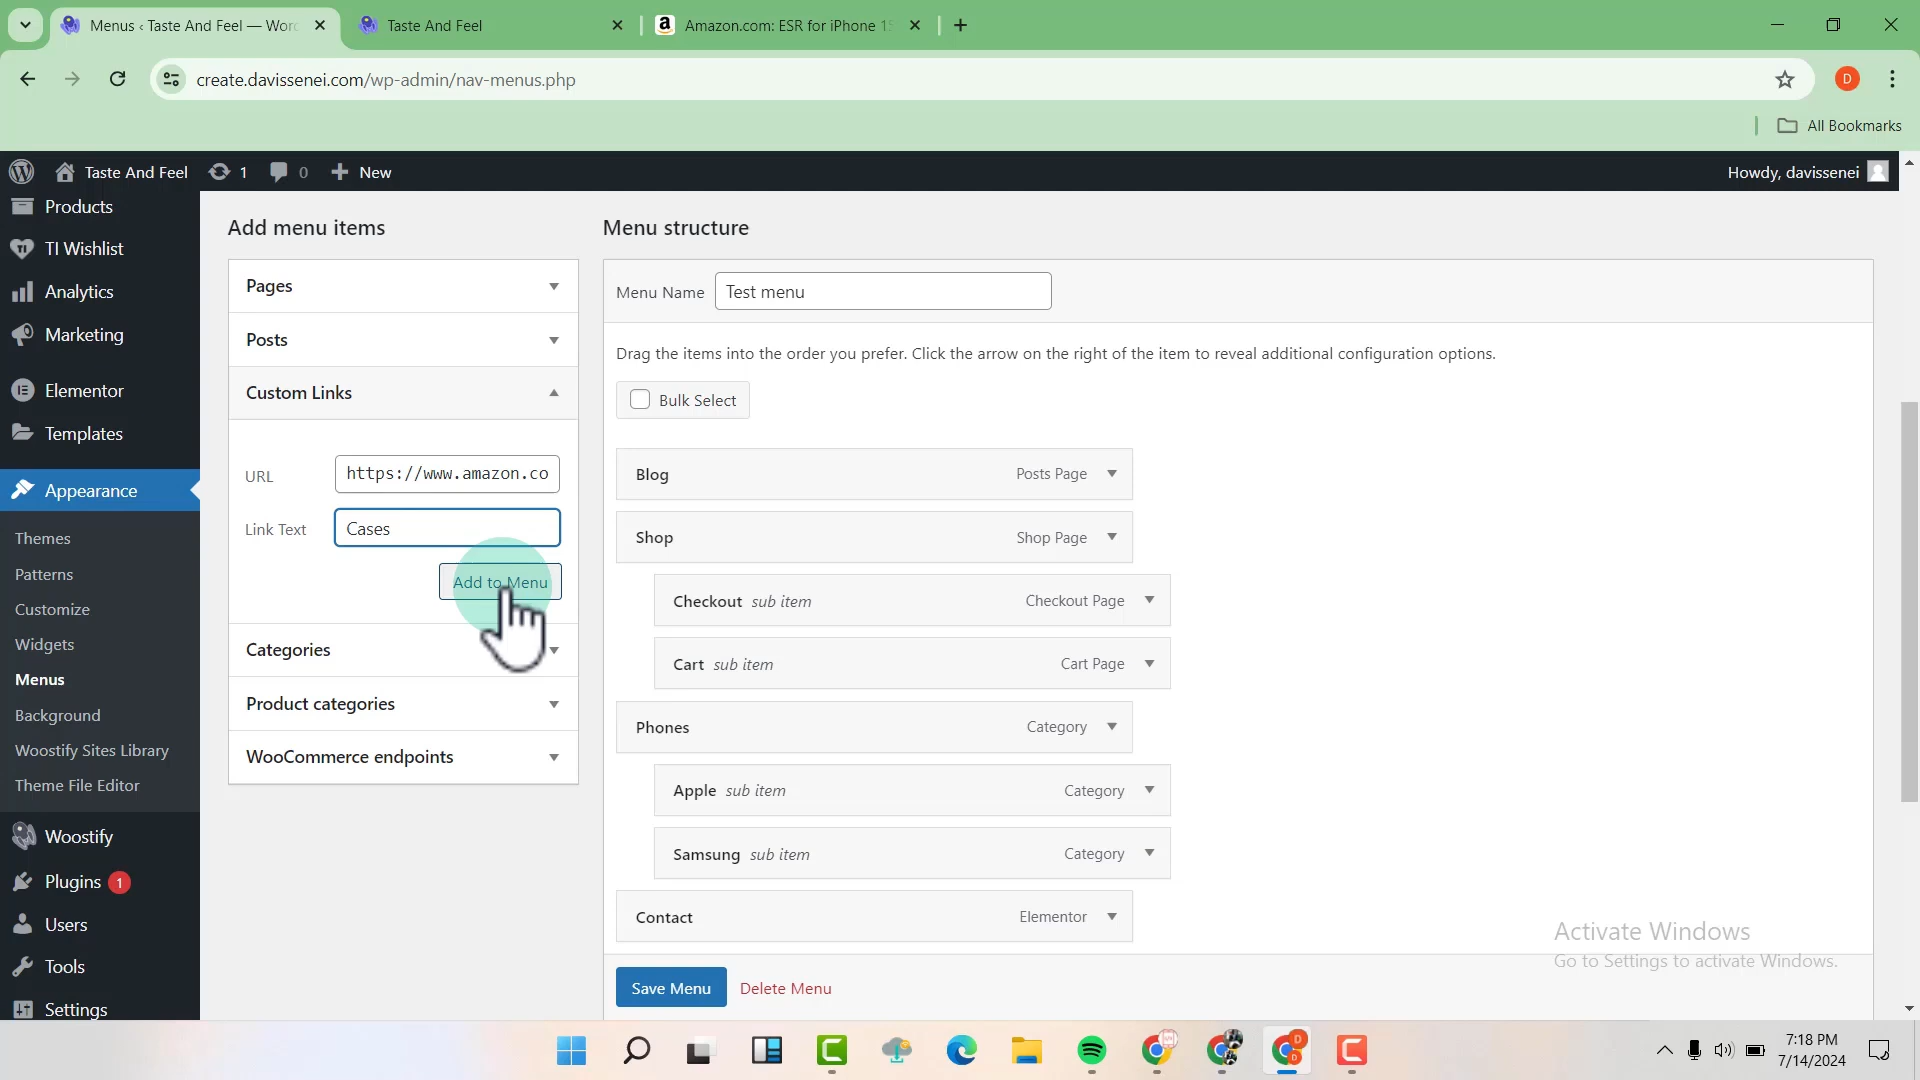 Menus ‹ Taste And Feel — Word
Taste And Feel
Amazon.com: ESR for iPhone 15
create.davissenei.com/wp-admin/nav-menus.php
D
All Bookmarks
Taste And Feel
1
0
New
Howdy, davissenei
Products
TI Wishlist
Analytics
Marketing
Elementor
Templates
Appearance
Themes
Patterns
Customize
Widgets
Menus
Background
Woostify Sites Library
Theme File Editor
Woostify
Plugins 1
Users
Tools
Settings
Add menu items
Pages
Posts
Custom Links
URL
https://www.amazon.co
Link Text
Cases
Add to Menu
Categories
Product categories
WooCommerce endpoints
Menu structure
Menu Name
Test menu
Drag the items into the order you prefer. Click the arrow on the right of the item to reveal additional configuration options.
Bulk Select
Blog
Posts Page
Shop
Shop Page
Checkout sub item
Checkout Page
Cart sub item
Cart Page
Phones
Category
Apple sub item
Category
Samsung sub item
Category
Contact
Elementor
Save Menu
Delete Menu
Activate Windows
Go to Settings to activate Windows.
7:18 PM
7/14/2024